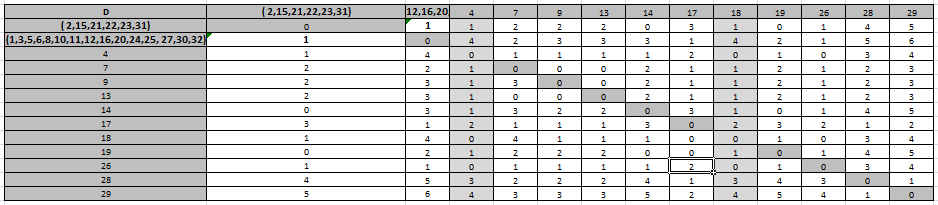 D ( 2,15,21,22,23,31) 12,16,20 4 7 9 13 14 17 18 19 26 28 29
( 2,15,21,22,23,31) 0 1 1 2 2 2 0 3 1 0 1 4 5
(1,3,5,6,8,10,11,12,16,20,24,25, 27,30,32) 1 0 4 2 3 3 3 1 4 2 1 5 6
4 1 4 0 1 1 1 1 2 0 1 0 3 4
7 2 2 1 0 0 0 2 1 1 2 1 2 3
9 2 3 1 3 0 0 2 1 1 2 1 2 3
13 2 3 1 0 0 0 2 1 1 2 1 2 3
14 0 3 1 3 2 2 0 3 1 0 1 4 5
17 3 1 2 1 1 1 3 0 2 3 2 1 2
18 1 4 0 4 1 1 1 0 0 1 0 3 4
19 0 2 1 2 2 2 0 0 1 0 1 4 5
26 1 1 0 1 1 1 1 2 0 1 0 3 4
28 4 5 3 2 2 2 4 1 3 4 3 0 1
29 5 6 4 3 3 3 5 2 4 5 4 1 0